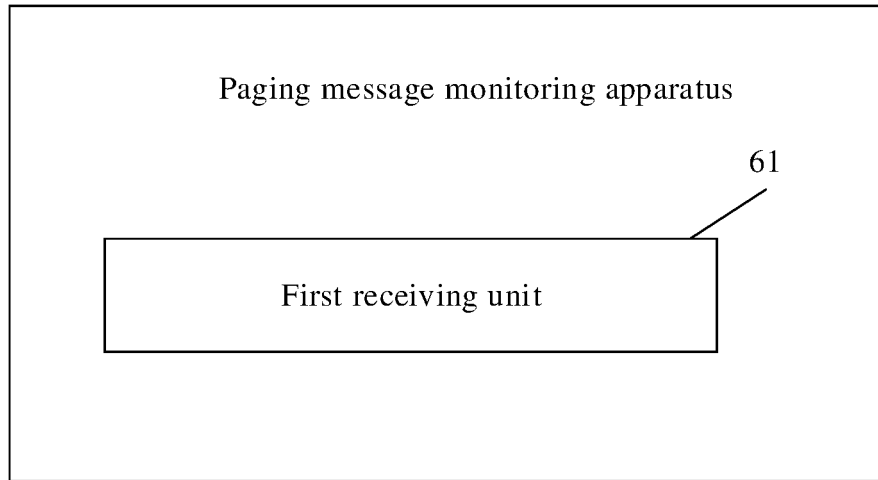 Paging message monitoring apparatus
61
First receiving unit